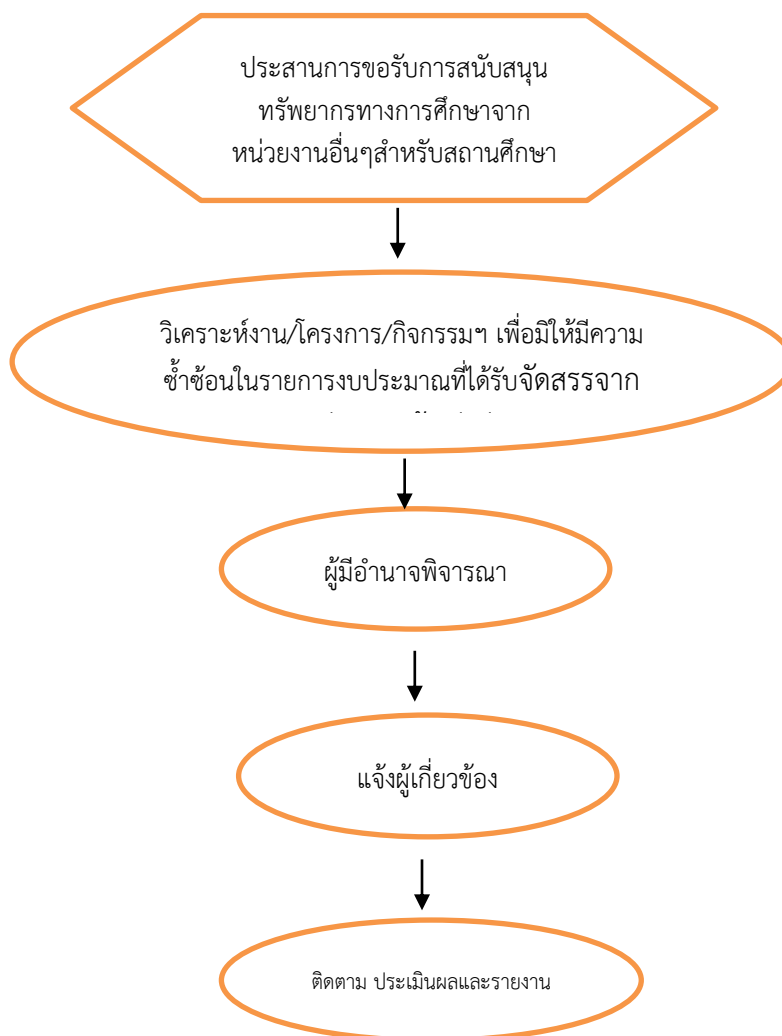 ประสานการขอรับการสนับสนุน
ทรัพยากรทางการศึกษาจาก
หน่วยงานอื่นๆสำหรับสถานศึกษา
วิเคราะห์งาน/โครงการ/กิจกรรมฯ เพื่อมิให้มีความ
ซ้ำซ้อนในรายการงบประมาณที่ได้รับจัดสรรจาก
ผู้มีอำนาจพิจารณา
แจ้งผู้เกี่ยวข้อง
ติดตาม ประเมินผลและรายงาน